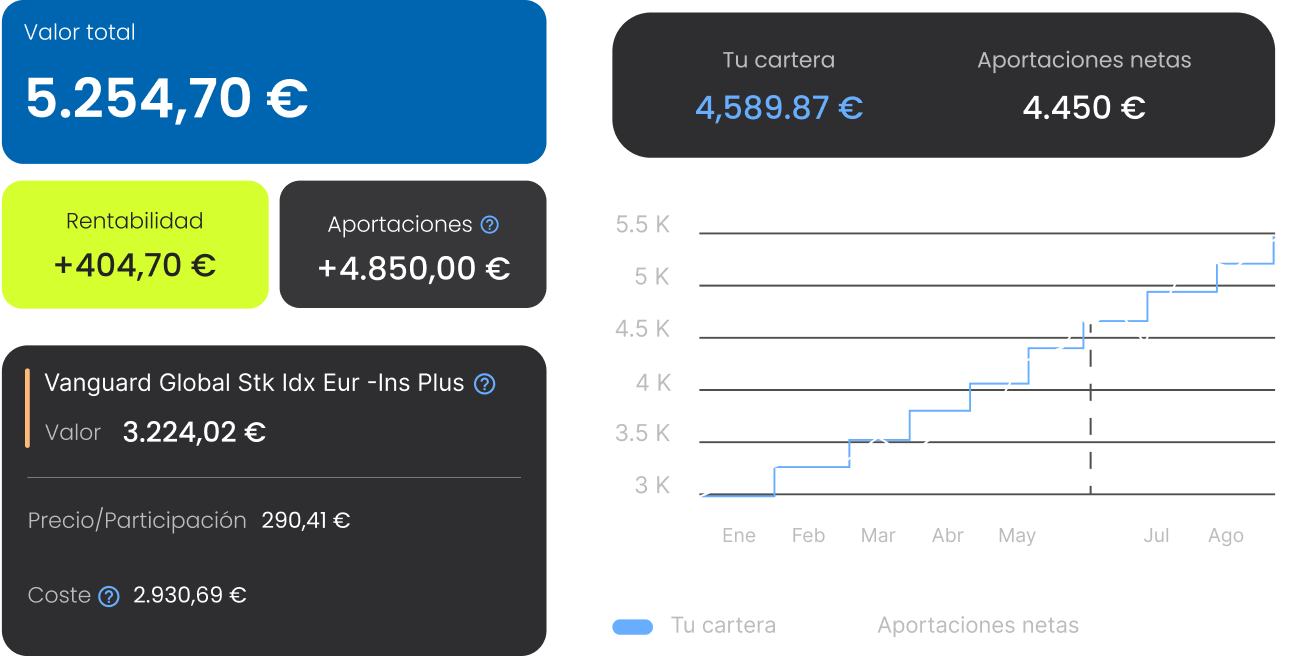 Valor total
5.254,70 €
Rentabilidad
+404,70 €
Aportaciones ?
+4.850,00 €
Vanguard Global Stk Idx Eur -Ins Plus ?
Valor 3.224,02 €
Precio/Participación 290,41 €
Coste ? 2.930,69 €
Tu cartera Aportaciones netas
4,589.87 € 4.450 €
5.5 K
5 K
4.5 K
4 K
3.5 K
3 K
Ene Feb Mar Abr May Jul Ago
Tu cartera Aportaciones netas